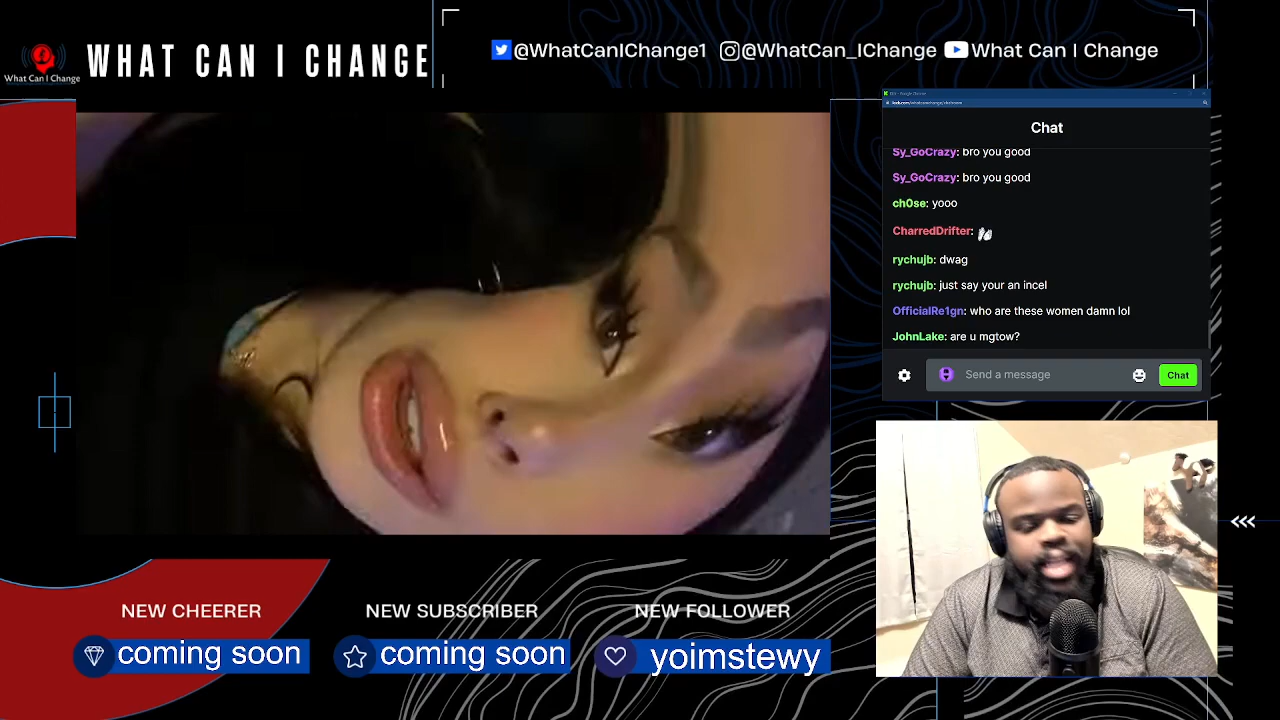 What Can I Change
WHAT CAN I CHANGE
@WhatCanIChange1 @WhatCan_IChange What Can I Change
Chat
Sy_GoCrazy: bro you good
Sy_GoCrazy: bro you good
ch0se: yooo
CharredDrifter:
rychujb: dwag
rychujb: just say your an incel
OfficialRe1gn: who are these women damn lol
JohnLake: are u mgtow?
Send a message
Chat
NEW CHEERER
NEW SUBSCRIBER
NEW FOLLOWER
coming soon
coming soon
yoimstewy